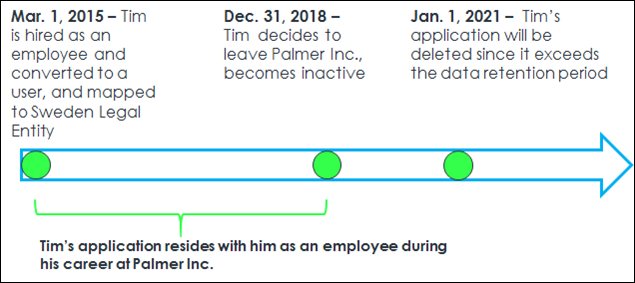 Mar. 1, 2015 – Tim
is hired as an
employee and
converted to a
user, and mapped
to Sweden Legal
Entity
Dec. 31, 2018 –
Tim decides to
leave Palmer Inc.,
becomes inactive
Jan. 1, 2021 – Tim's
application will be
deleted since it exceeds
the data retention period
Tim's application resides with him as an employee during
his career at Palmer Inc.